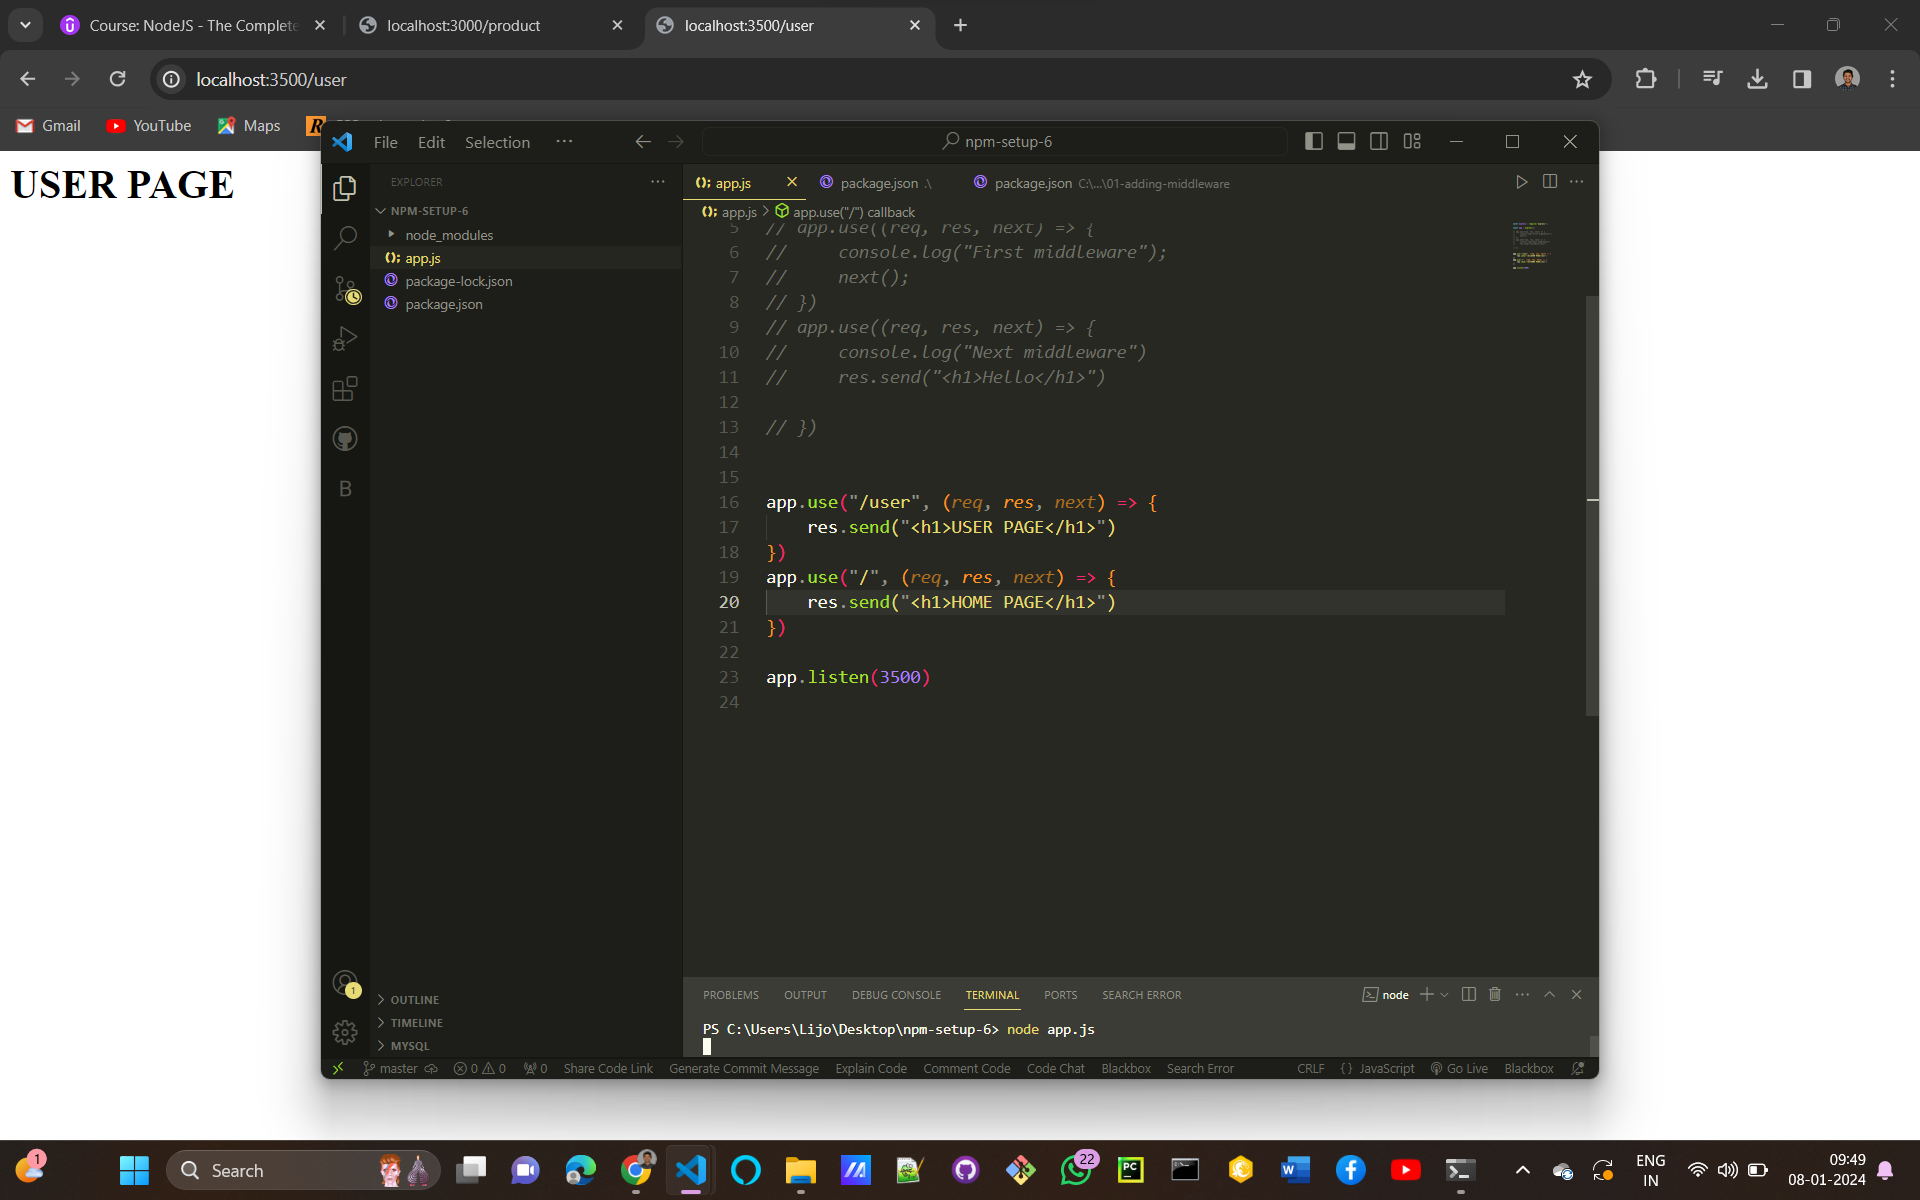 Course: NodeJS - The Complete
localhost:3000/product
localhost:3500/user
localhost:3500/user
Gmail
YouTube
Maps
USER PAGE
File Edit Selection ···
npm-setup-6
EXPLORER
NPM-SETUP-6
node_modules
app.js
package-lock.json
package.json
app.js
package.json .\
package.json C:\...\01-adding-middleware
app.js > app.use("/") callback
5 // app.use((req, res, next) => {
6 //     console.log("First middleware");
7 //     next();
8 // })
9 // app.use((req, res, next) => {
10 //     console.log("Next middleware")
11 //     res.send("<h1>Hello</h1>")
12
13 // })
14
15
16 app.use("/user", (req, res, next) => {
17     res.send("<h1>USER PAGE</h1>")
18 })
19 app.use("/", (req, res, next) => {
20     res.send("<h1>HOME PAGE</h1>")
21 })
22
23 app.listen(3500)
24
B
1
OUTLINE
TIMELINE
MYSQL
PROBLEMS OUTPUT DEBUG CONSOLE TERMINAL PORTS SEARCH ERROR
node
PS C:\Users\Lijo\Desktop\npm-setup-6> node app.js
master 0 0 0 Share Code Link Generate Commit Message Explain Code Comment Code Code Chat Blackbox Search Error
CRLF {} JavaScript Go Live Blackbox
1
Search
22
PC
ENG
IN
09:49
08-01-2024